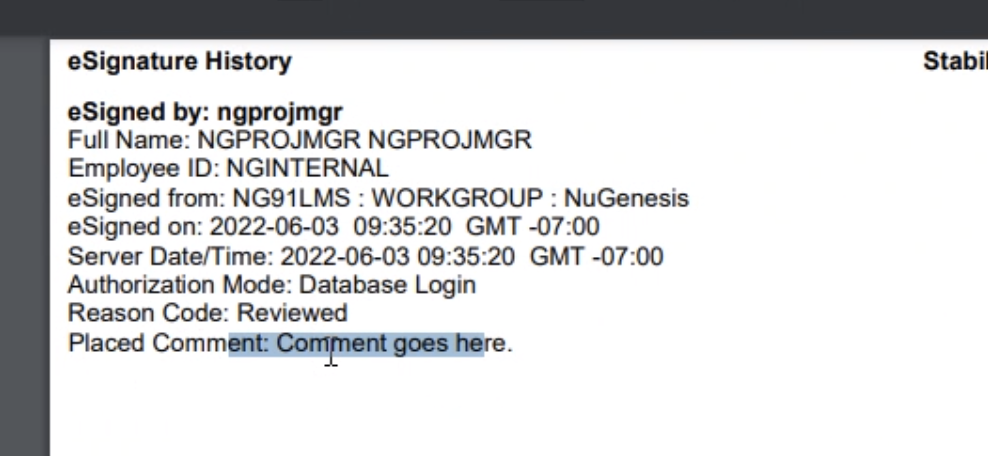 eSignature History
Stabil
eSigned by: ngprojmgr
Full Name: NGPROJMGR NGPROJMGR
Employee ID: NGINTERNAL
eSigned from: NG91LMS : WORKGROUP : NuGenesis
eSigned on: 2022-06-03  09:35:20  GMT -07:00
Server Date/Time: 2022-06-03 09:35:20  GMT -07:00
Authorization Mode: Database Login
Reason Code: Reviewed
Placed Comment: Comment goes here.